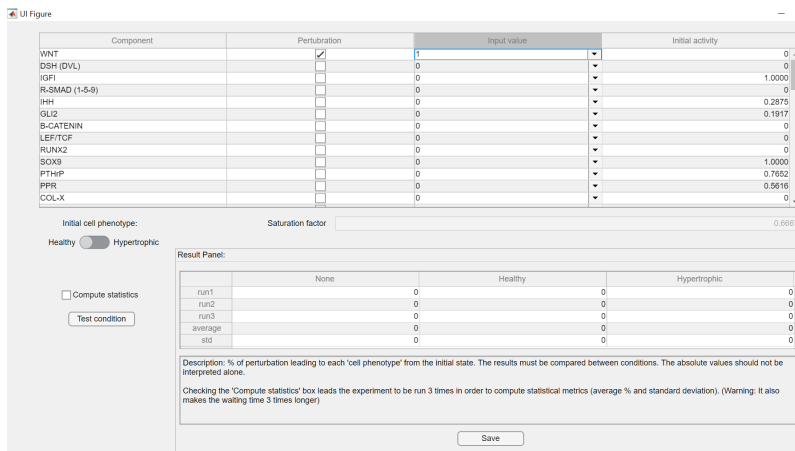 UI Figure
Component Pertubration Input value Initial activity
WNT 1 0
DSH (DVL) 0 0
IGFI 0 1.0000
R-SMAD (1-5-9) 0 0
IHH 0 0.2875
GLI2 0 0.1917
B-CATENIN 0 0
LEF/TCF 0 0
RUNX2 0 0
SOX9 0 1.0000
PTHrP 0 0.7652
PPR 0 0.5616
COL-X 0 0
Initial cell phenotype: Saturation factor 0.666
Healthy Hypertrophic
Result Panel:
None Healthy Hypertrophic
run1 0 0 0
run2 0 0 0
run3 0 0 0
average 0 0 0
std 0 0 0
Compute statistics
Test condition
Description: % of perturbation leading to each 'cell phenotype' from the initial state. The results must be compared between conditions. The absolute values should not be
interpreted alone.
Checking the 'Compute statistics' box leads the experiment to be run 3 times in order to compute statistical metrics (average % and standard deviation). (Warning: It also
makes the waiting time 3 times longer)
Save